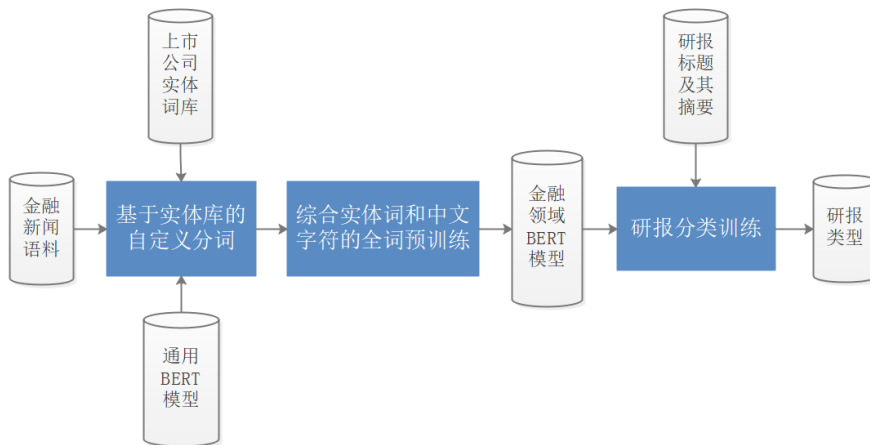 上市
公司
实体
词库
研报
标题
及其
摘要
金融
新闻
语料
基于实体库的
自定义分词
综合实体词和中文
字符的全词预训练
金融
领域
BERT
模型
研报分类训练
研报
类型
通用
BERT
模型